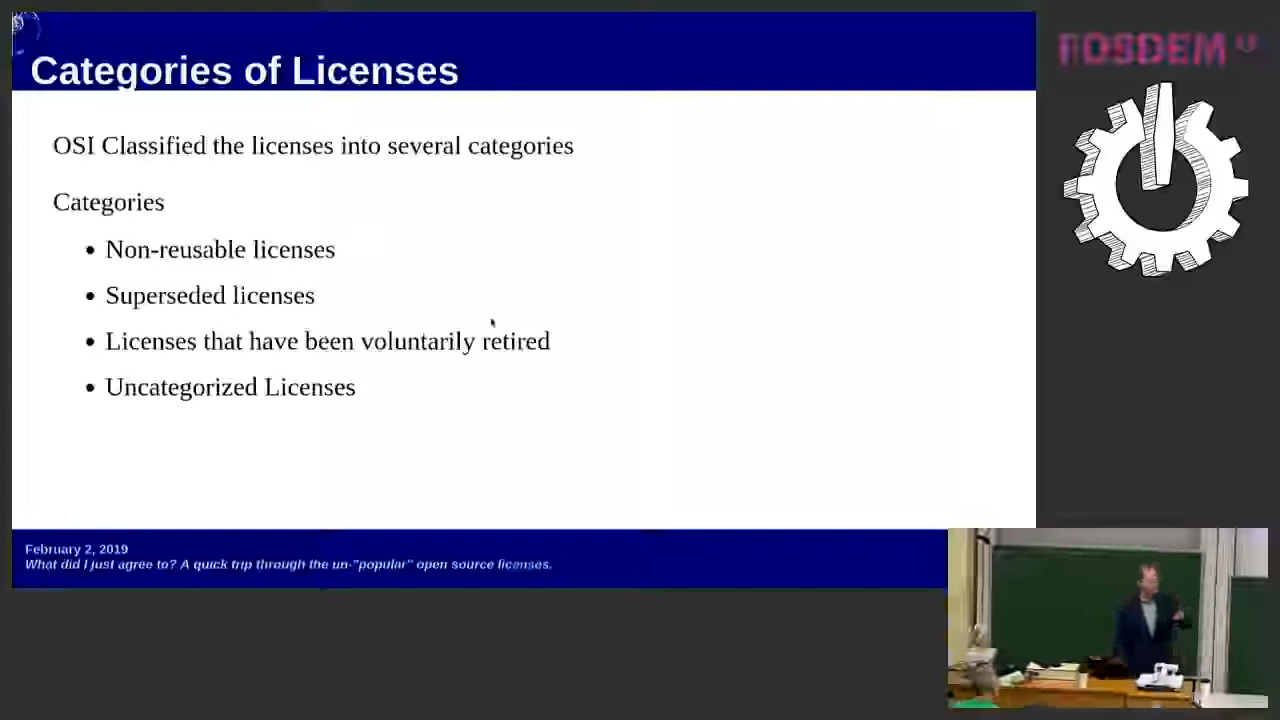 Categories of Licenses
OSI Classified the licenses into several categories
Categories
• Non-reusable licenses
• Superseded licenses
• Licenses that have been voluntarily retired
• Uncategorized Licenses
February 2, 2019
What did I just agree to? A quick trip through the un-"popular" open source licenses.
FOSDEM